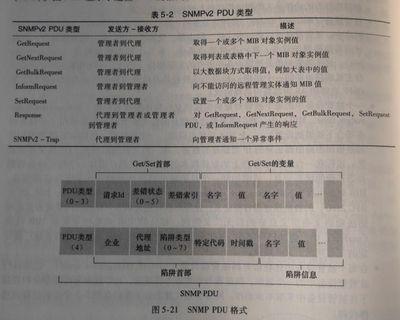 表 5-2 SNMPv2 PDU 类型
SNMPv2 PDU 类型 发送方-接收方 描述
GetRequest 管理者到代理 取得一个或多个 MIB 对象实例值
GetNextRequest 管理者到代理 取得列表或表格中下一个 MIB 对象实例值
GetBulkRequest 管理者到代理 以大数据块方式取得值，例如大表中的值
InformRequest 管理者到管理者 向不能访问的远程管理实体通知 MIB 值
SetRequest 管理者到代理 设置一个或多个 MIB 对象实例的值
Response 代理到管理者或管理者 对 GetRequest，GetNextRequest，GetBulkRequest，SetRequest
到管理者 PDU，或 InformRequest 产生的响应
SNMPv2-Trap 代理到管理者 向管理者通知一个异常事件
Get/Set首部 Get/Set的变量
PDU类型 请求Id 差错状态 差错索引 名字 值 名字 值 …
(0~3) (0~5)
PDU类型 企业 代理 陷阱类型 特定代码 时间戳 名字 值 …
(4) 地址 (0~7)
陷阱首部 陷阱信息
SNMP PDU
图 5-21 SNMP PDU 格式